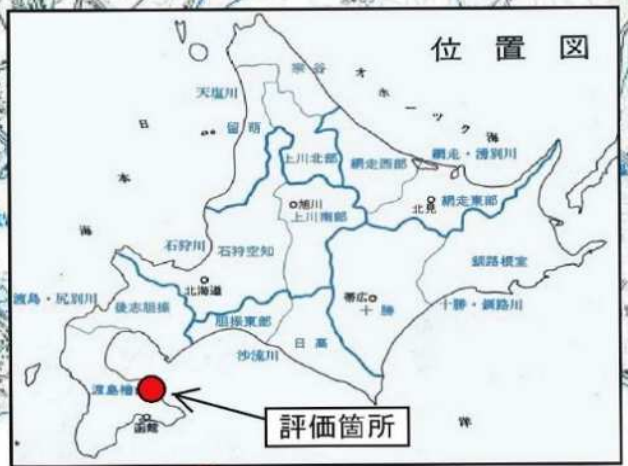 位置図
宗谷
オホーツク海
天塩川
日本海
留萌
上川北部
網走西部
網走・湧別川
旭川
上川南部
北見
網走東部
石狩川
石狩空知
釧路根室
北海道
帯広
十勝
十勝・釧路川
渡島・尻別川
後志胆振
胆振東部
日高
沙流川
渡島檜
函館
評価箇所
洋